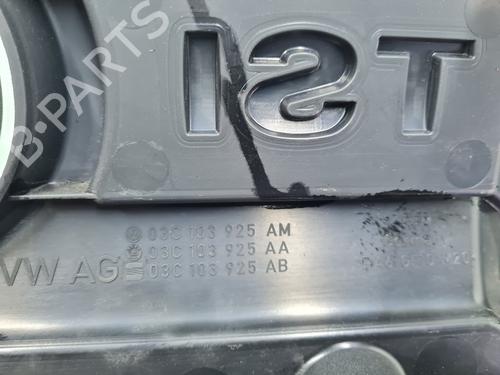 B-PARTS
TSI
03C 103 925 AM
03C 103 925 AA
VW AG
03C 103 925 AB